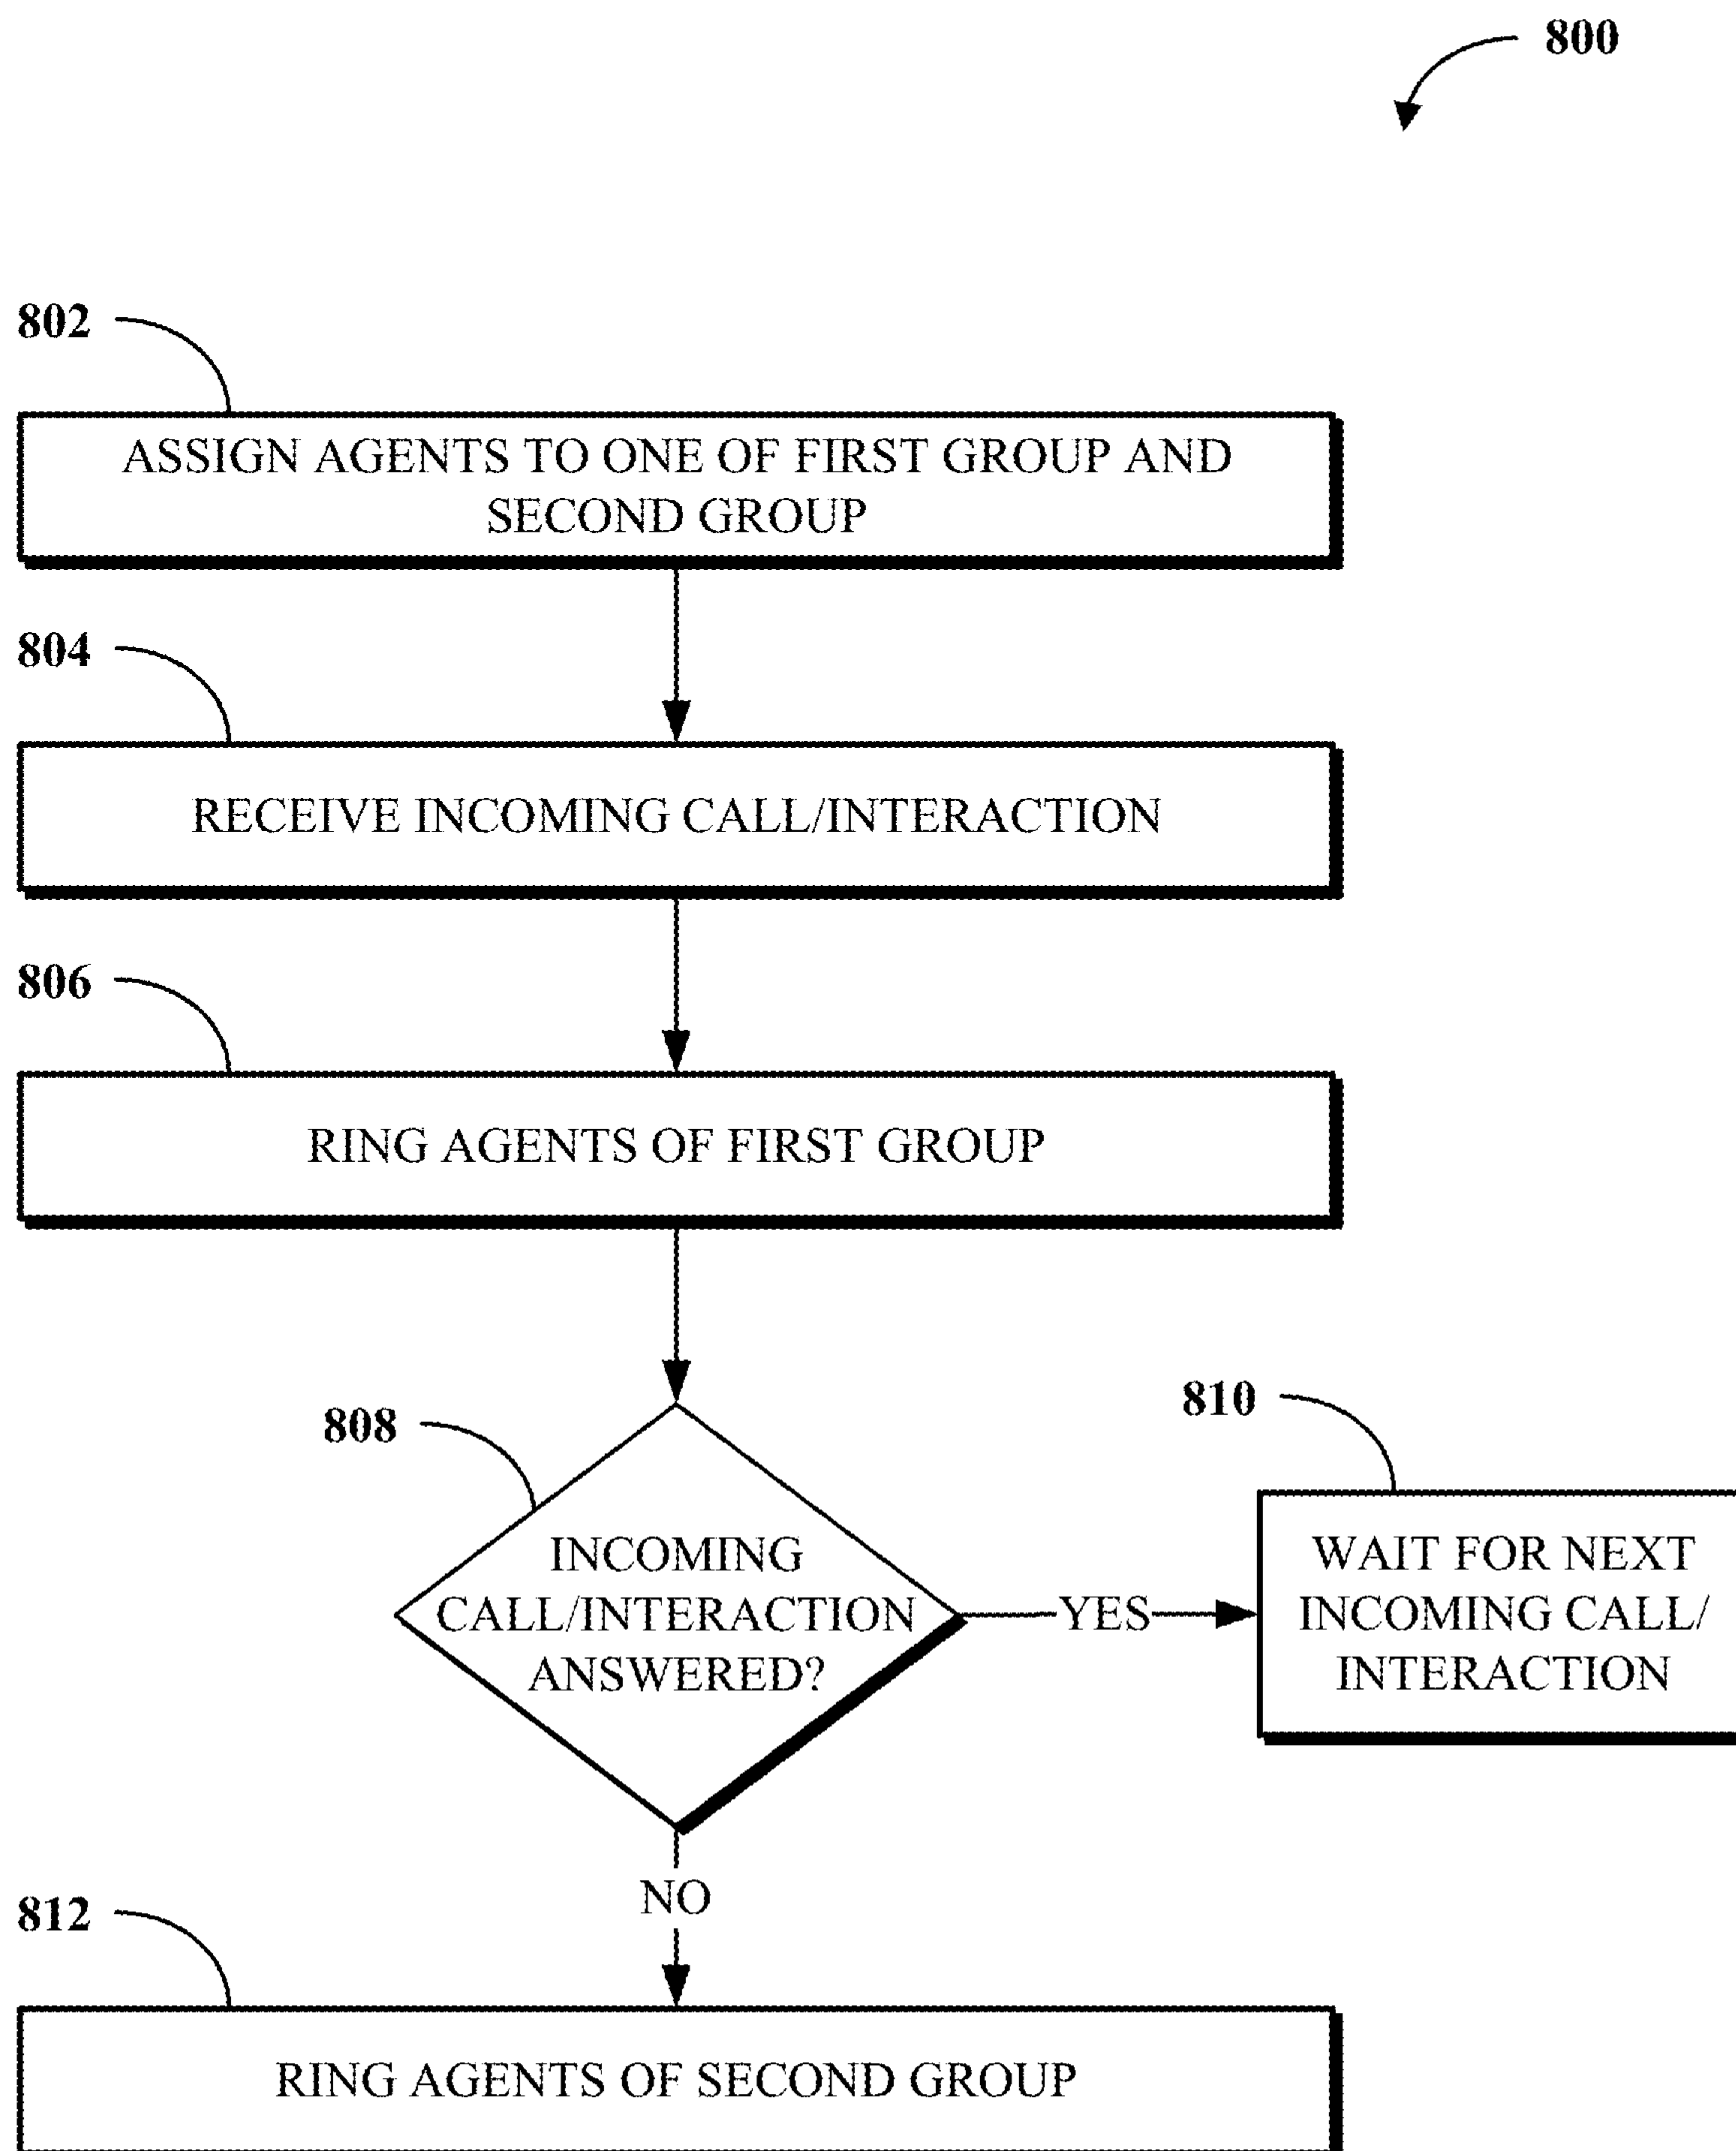 800
802
ASSIGN AGENTS TO ONE OF FIRST GROUP AND
SECOND GROUP
804
RECEIVE INCOMING CALL/INTERACTION
806
RING AGENTS OF FIRST GROUP
808
INCOMING
CALL/INTERACTION
ANSWERED?
YES
810
WAIT FOR NEXT
INCOMING CALL/
INTERACTION
NO
812
RING AGENTS OF SECOND GROUP